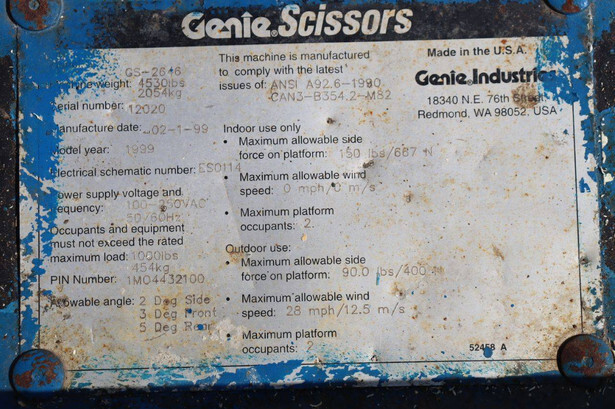 Genie Scissors
GS-2646
weight: 4530lbs
2054kg
Serial number:
12020
Manufacture date: 02-1-99
Model year: 1999
Electrical schematic number: ES0114
Power supply voltage and
frequency: 100-250VAC
50/60Hz
Occupants and equipment
must not exceed the rated
maximum load: 1000lbs
454kg
PIN Number: 1M04432100
Allowable angle: 2 Deg Side
3 Deg Front
5 Deg Rear
This machine is manufactured
to comply with the latest
issues of: ANSI A92.6-1990
CAN3-B354.2-M82
Indoor use only
• Maximum allowable side
force on platform: 150 lbs/667 N
• Maximum allowable wind
speed: 0 mph/0 m/s
• Maximum platform
occupants: 2
Outdoor use:
• Maximum allowable side
force on platform: 90.0 lbs/400 N
• Maximum allowable wind
speed: 28 mph/12.5 m/s
• Maximum platform
occupants: 2
Made in the U.S.A.
Genie Industries
18340 N.E. 76th Street
Redmond, WA 98052, USA
52458 A